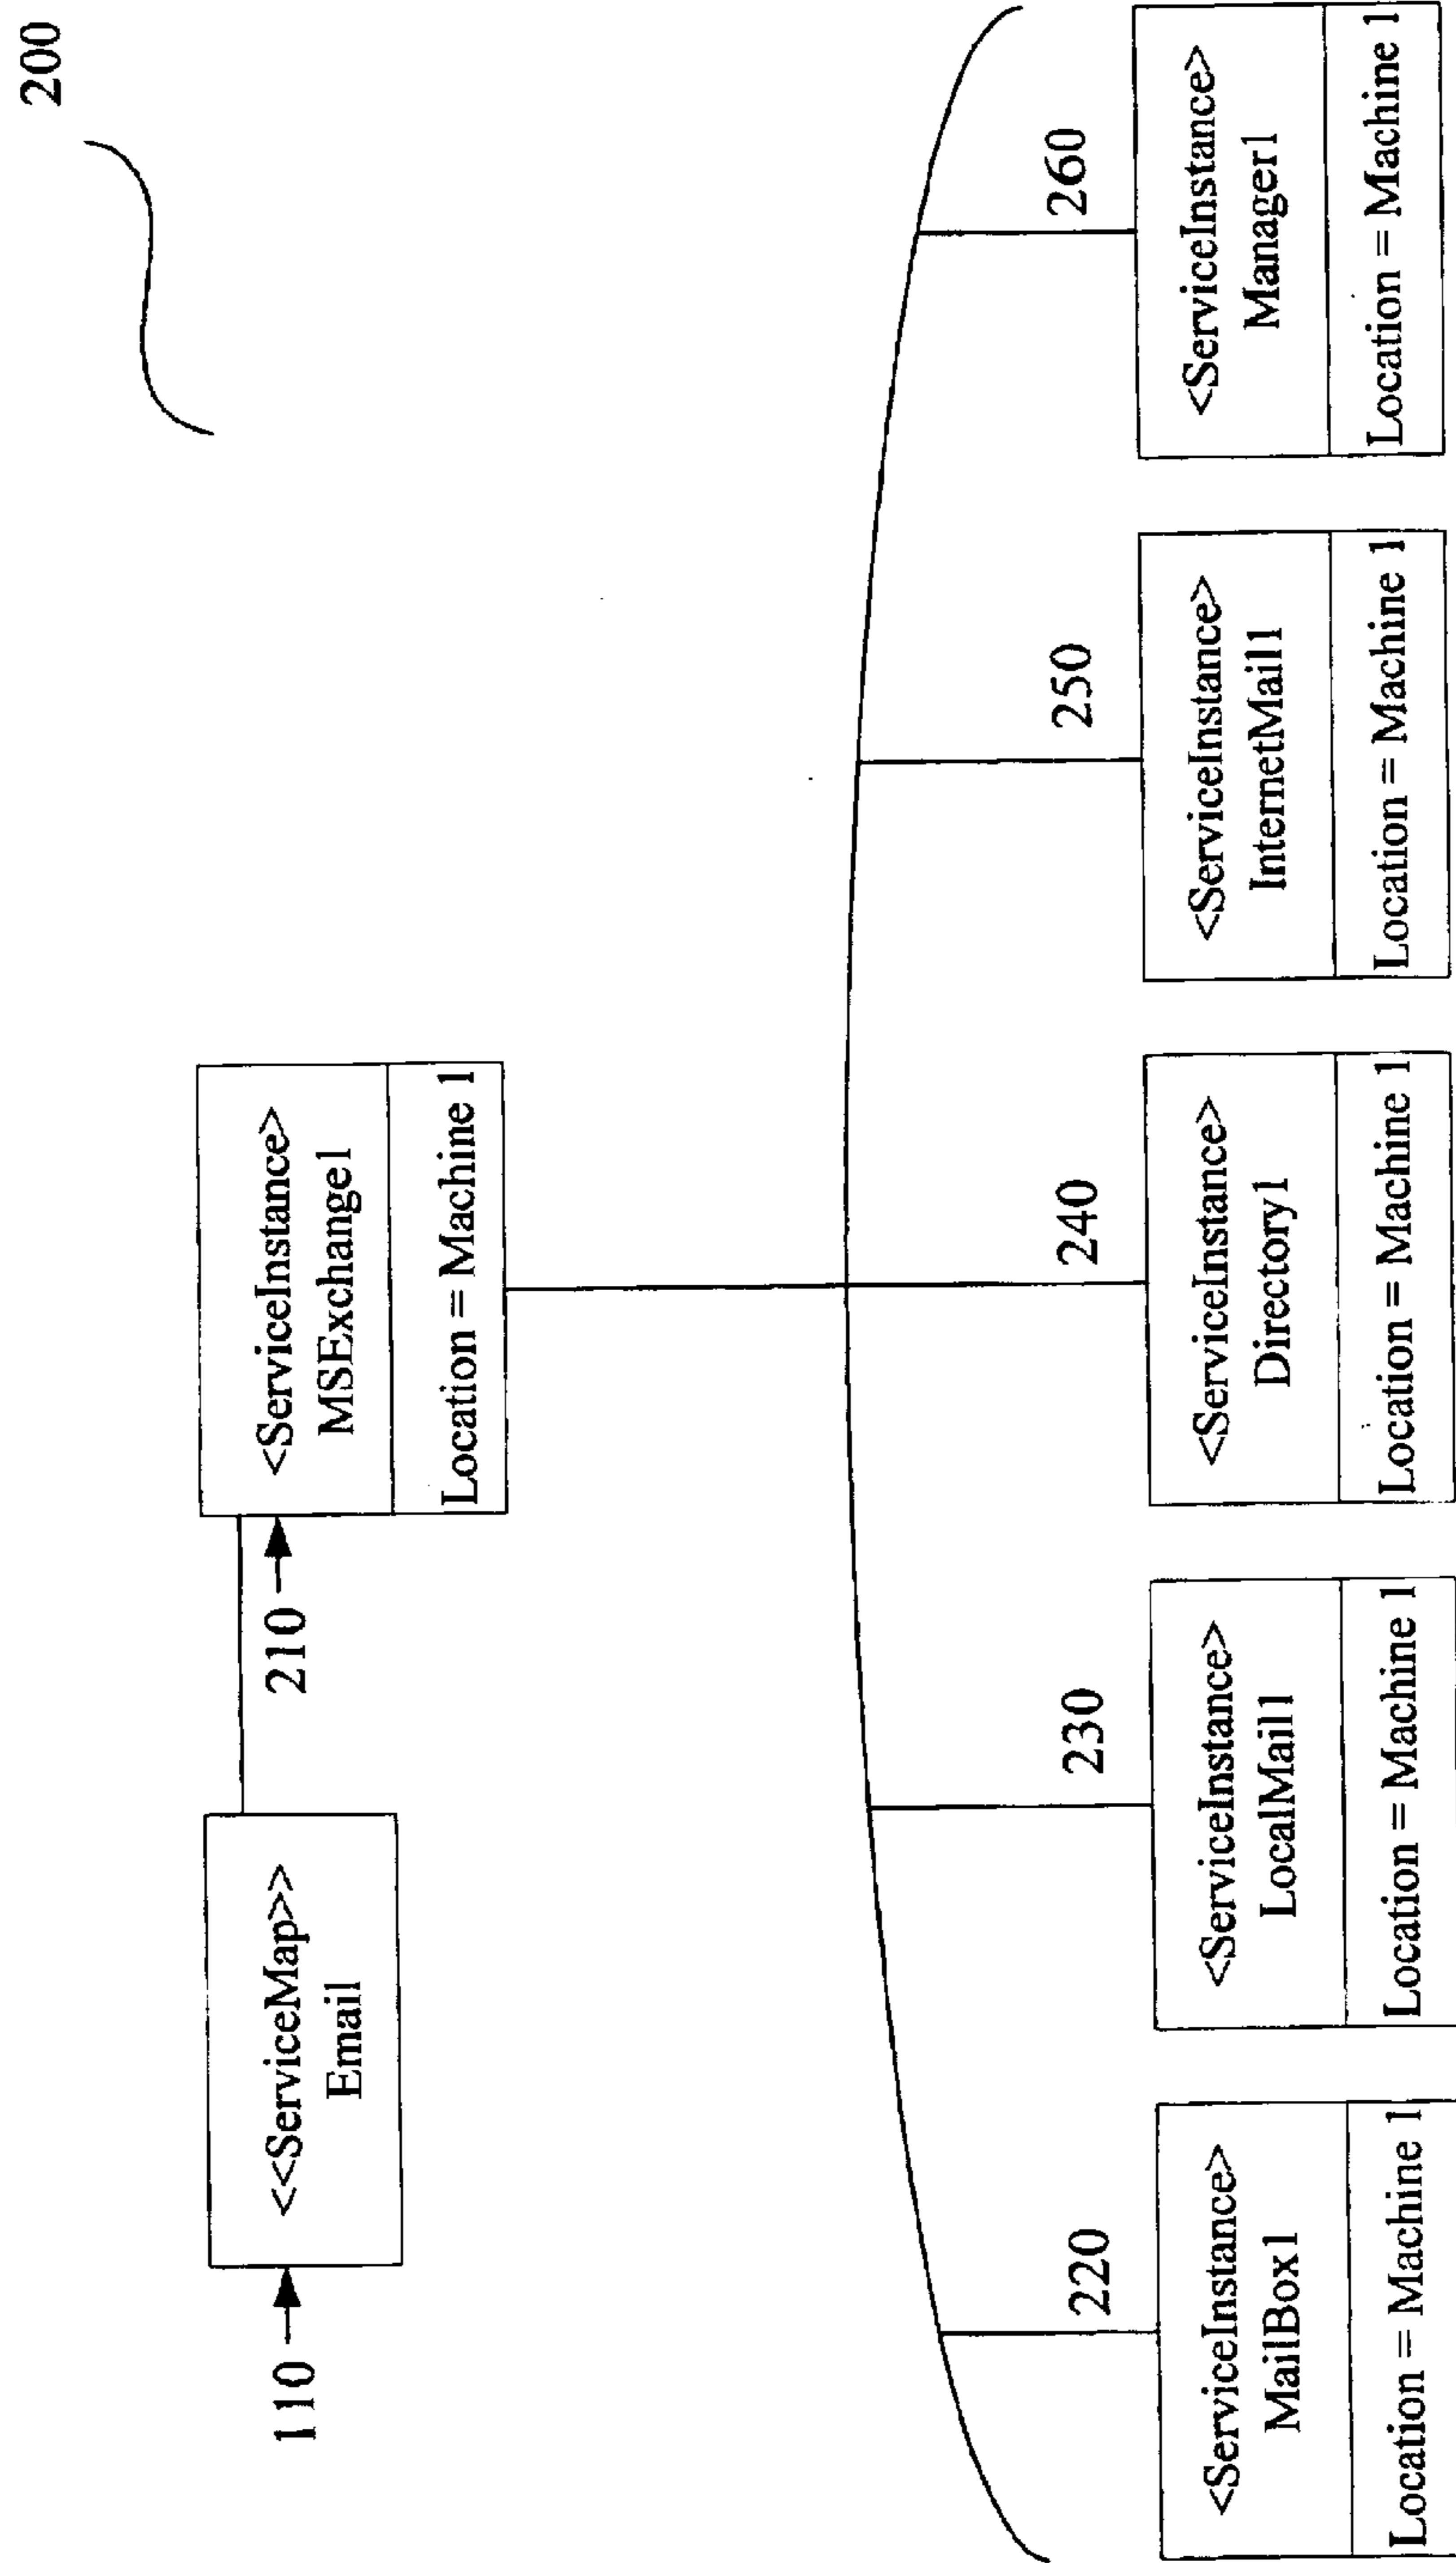 200
110
<<ServiceMap>>
Email
210
<ServiceInstance>
MSExchange1
Location = Machine 1
220
<ServiceInstance>
MailBox1
Location = Machine 1
230
<ServiceInstance>
LocalMail1
Location = Machine 1
240
<ServiceInstance>
Directory1
Location = Machine 1
250
<ServiceInstance>
InternetMail1
Location = Machine 1
260
<ServiceInstance>
Manager1
Location = Machine 1